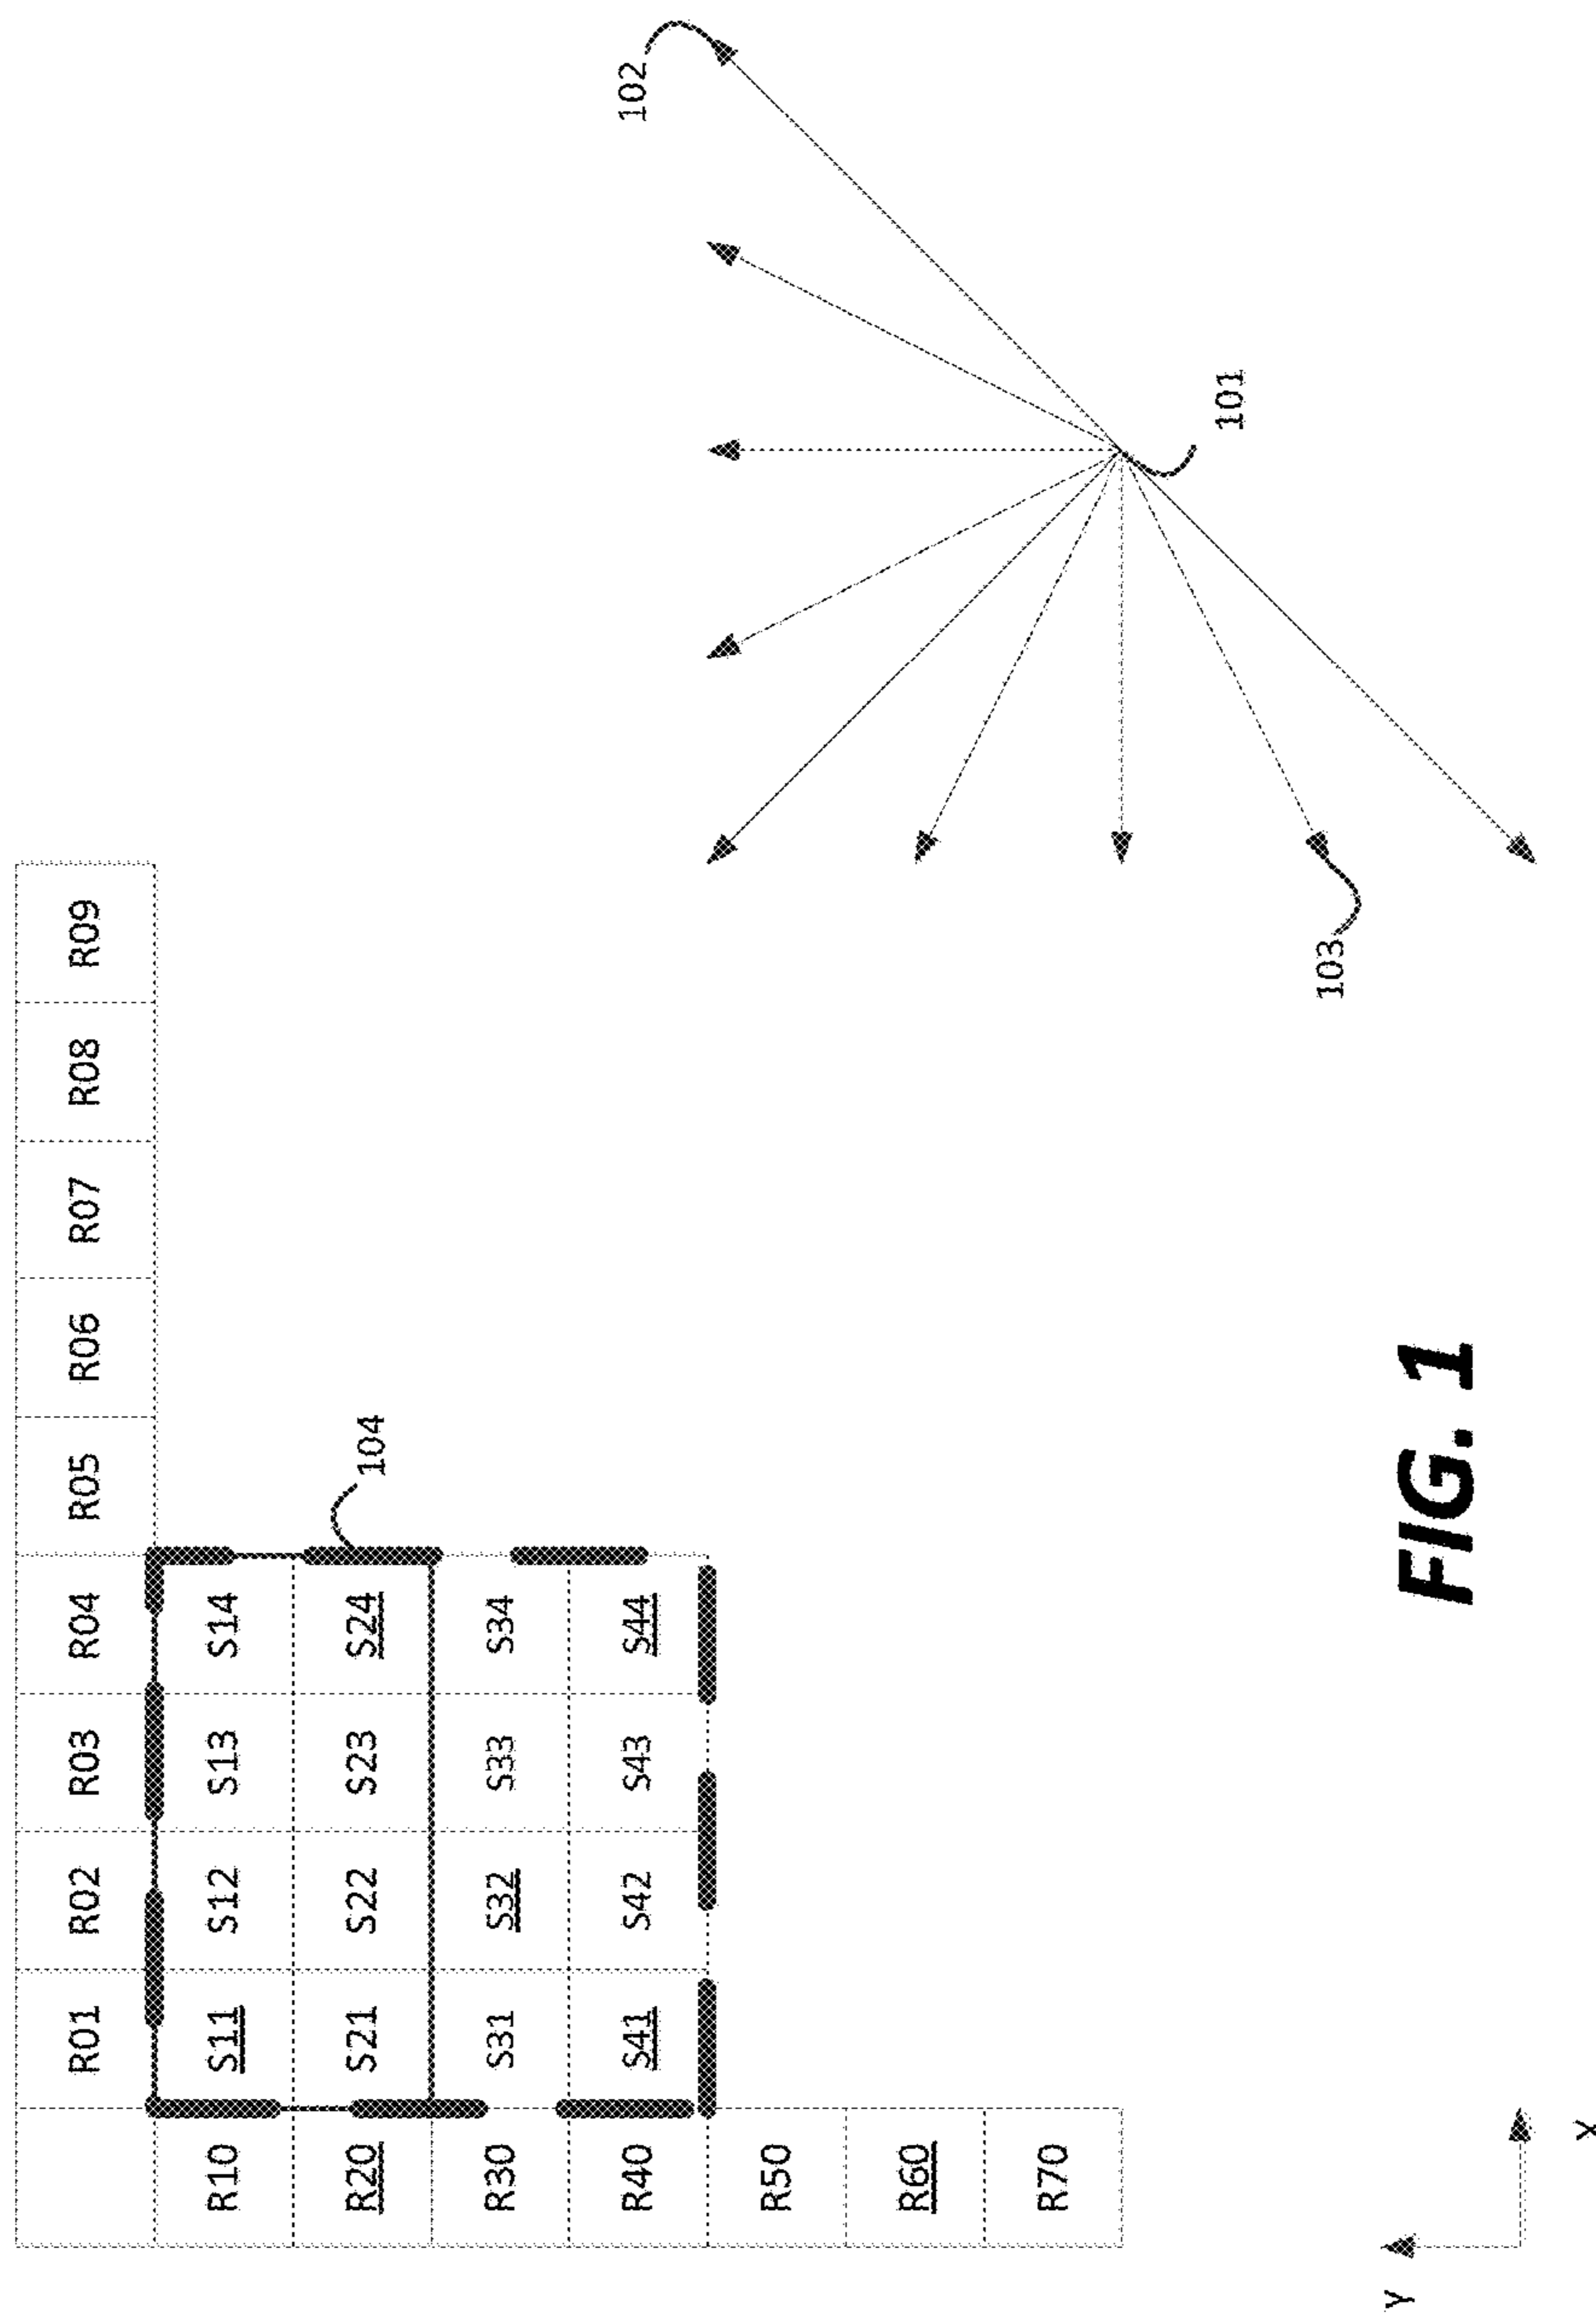 R01 R02 R03 R04 R05 R06 R07 R08 R09
R10 S11 S12 S13 S14
R20 S21 S22 S23 S24
104
R30 S31 S32 S33 S34
R40 S41 S42 S43 S44
R50
R60
R70
102
101
103
Y
X
FIG. 1